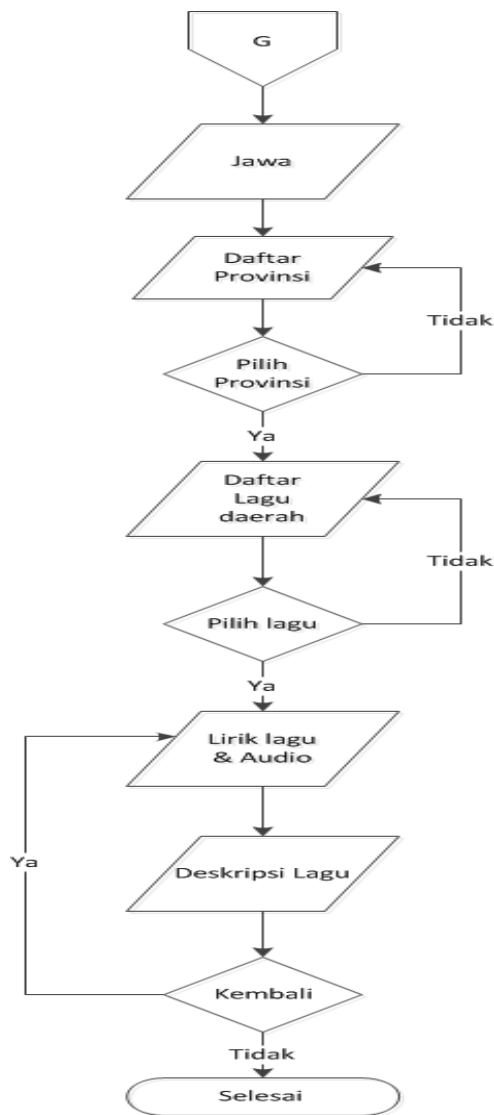 G
Jawa
Daftar
Provinsi
Tidak
Pilih
Provinsi
Ya
Daftar
Lagu
daerah
Tidak
Pilih lagu
Ya
Lirik lagu
& Audio
Ya
Deskripsi Lagu
Kembali
Tidak
Selesai